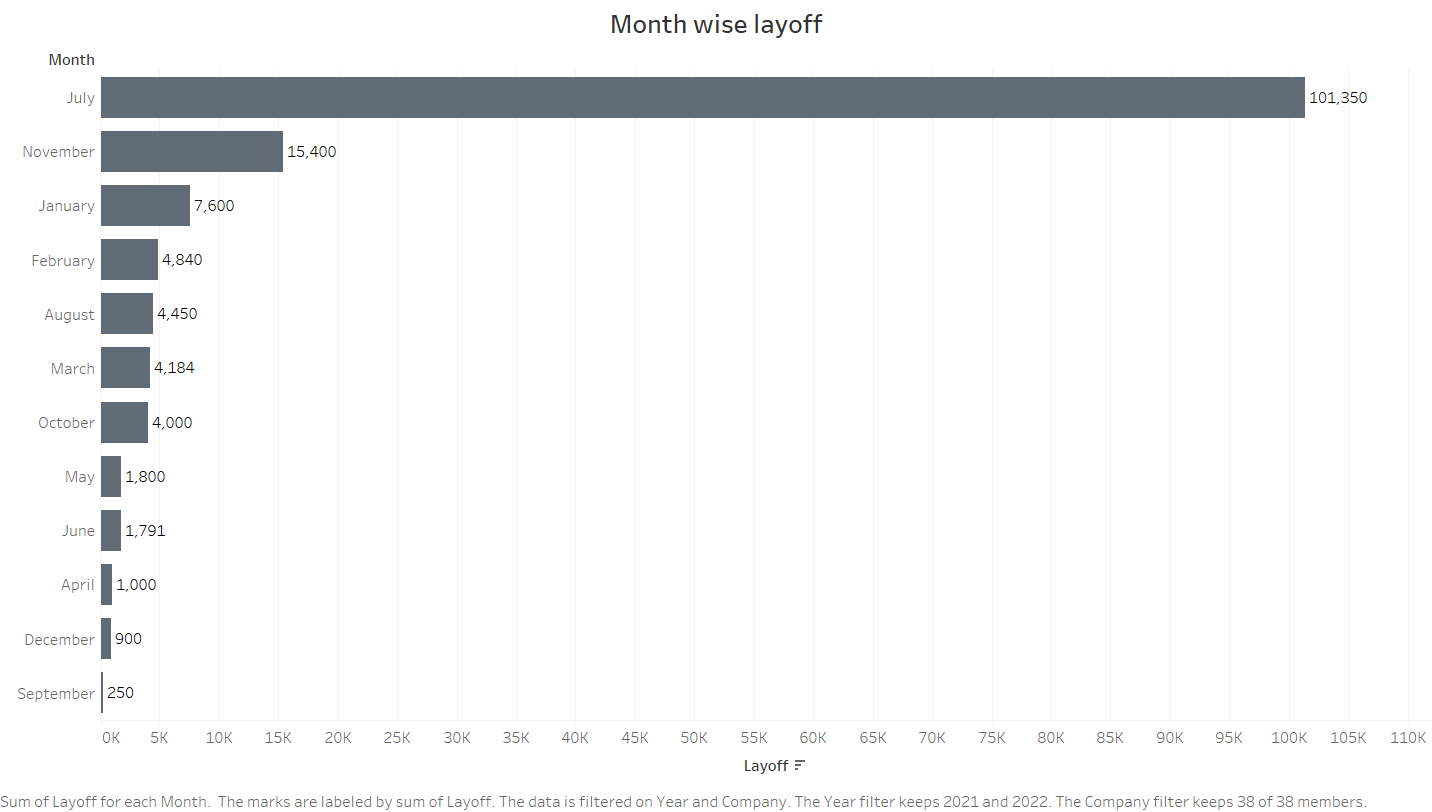 Month wise layoff
Month
July 101,350
November 15,400
January 7,600
February 4,840
August 4,450
March 4,184
October 4,000
May 1,800
June 1,791
April 1,000
December 900
September 250
0K 5K 10K 15K 20K 25K 30K 35K 40K 45K 50K 55K 60K 65K 70K 75K 80K 85K 90K 95K 100K 105K 110K
Layoff
Sum of Layoff for each Month.  The marks are labeled by sum of Layoff. The data is filtered on Year and Company. The Year filter keeps 2021 and 2022. The Company filter keeps 38 of 38 members.